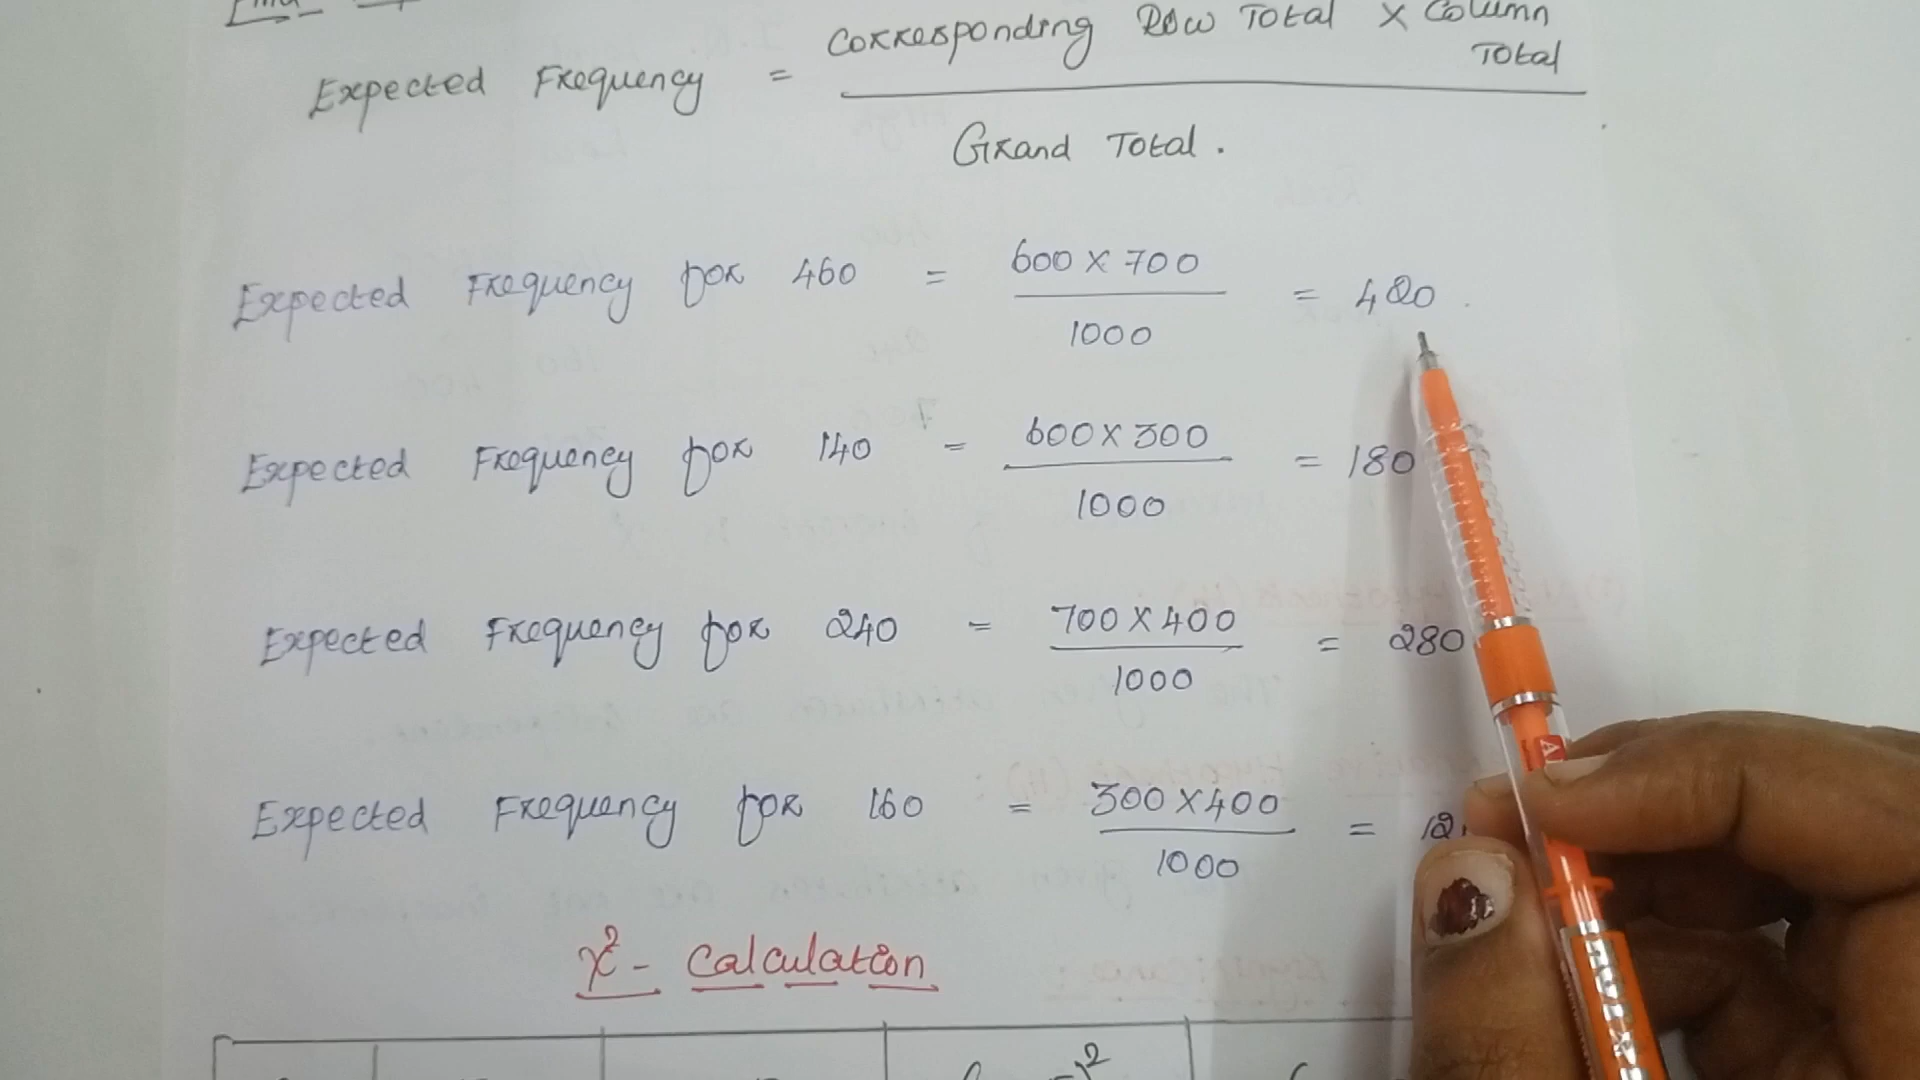 Corresponding Row Total X Column Total
Expected Frequency =
Grand Total.
Expected Frequency for 460 = 600 X 700 / 1000 = 420.
Expected Frequency for 140 = 600 X 300 / 1000 = 180
Expected Frequency for 240 = 700 X 400 / 1000 = 280
Expected Frequency for 160 = 300 X 400 / 1000 =
χ² - Calculation